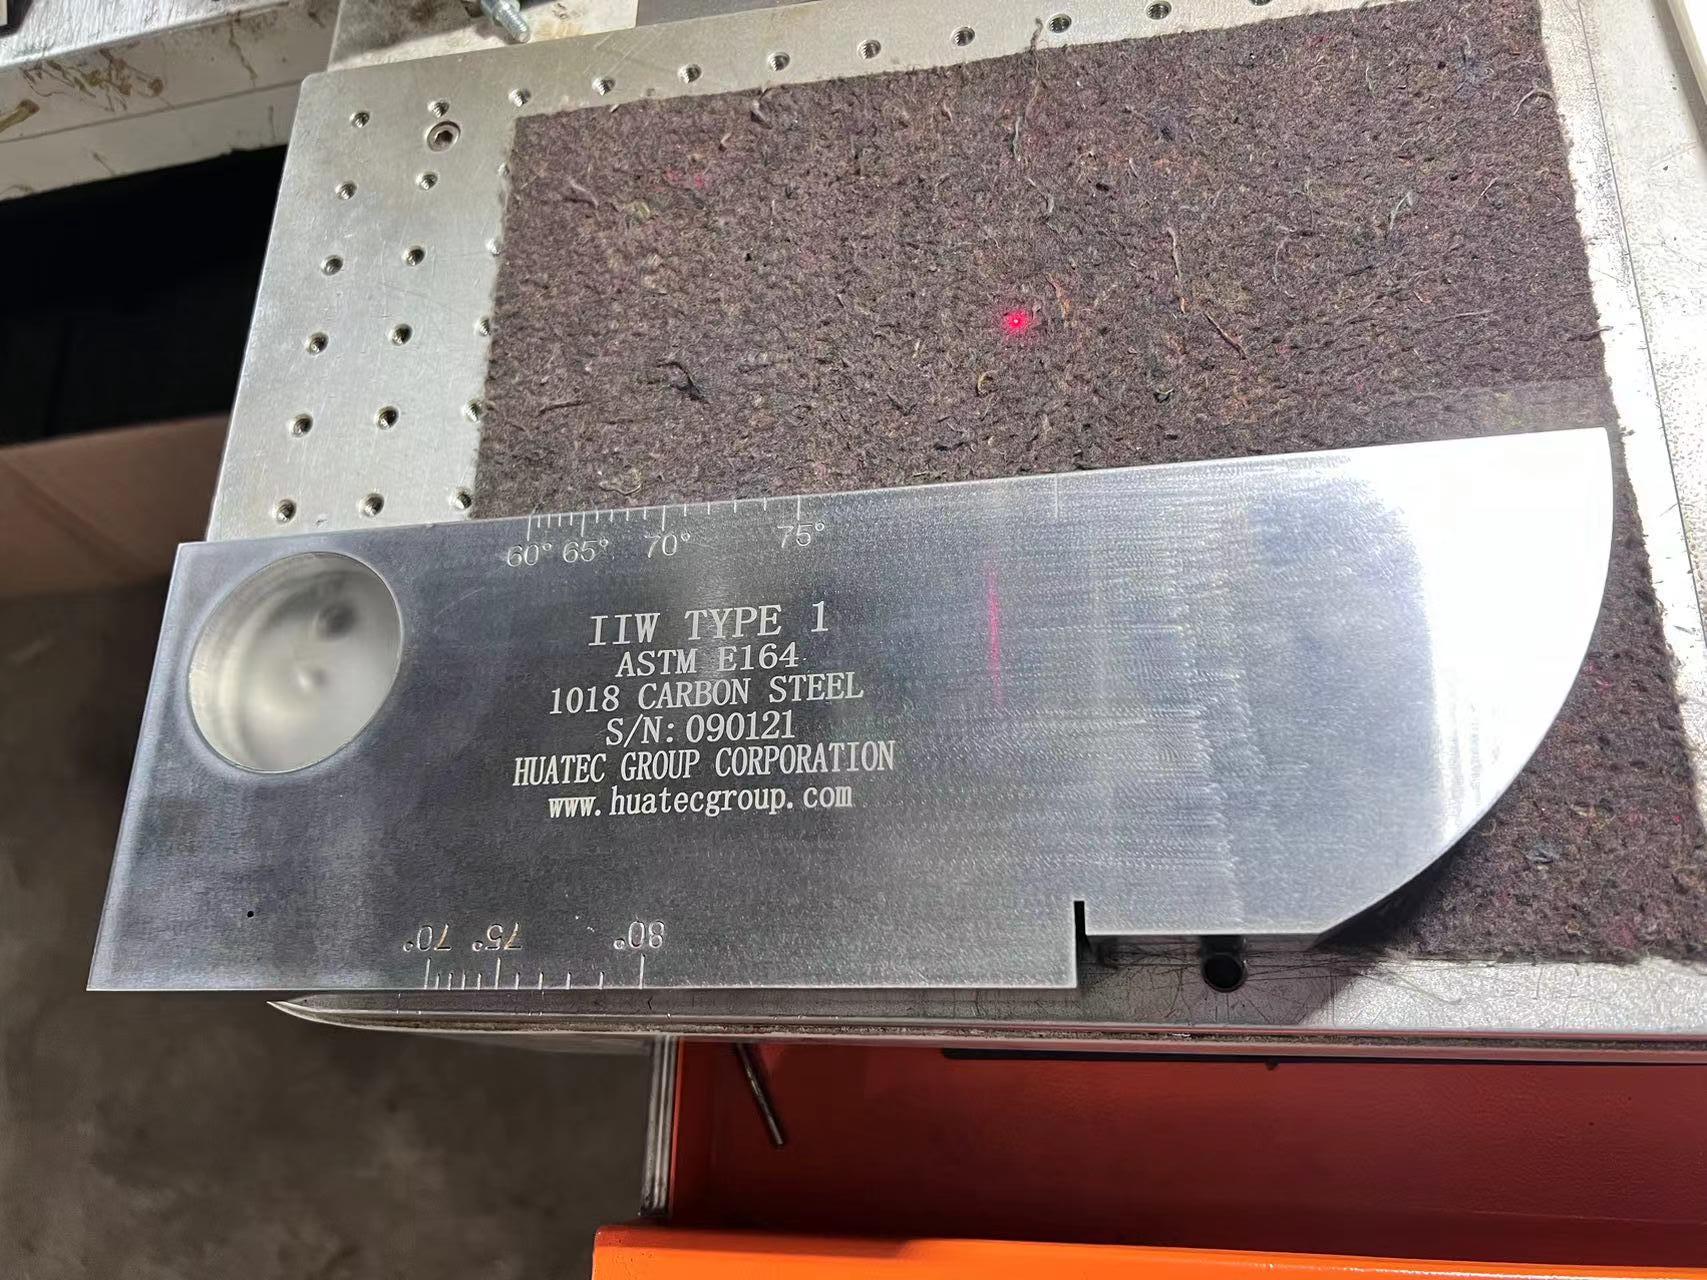 60° 65° 70° 75°
IIW TYPE 1
ASTM E164
1018 CARBON STEEL
S/N: 090121
HUATEC GROUP CORPORATION
www.huatecgroup.com
80° 75° 70°